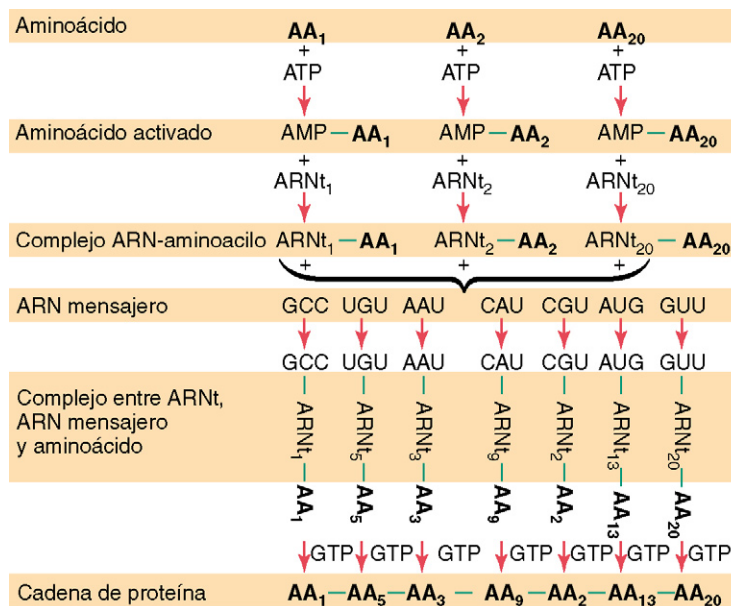 Aminoácido AA1 AA2 AA20
+ + +
ATP ATP ATP
Aminoácido activado AMP — AA1 AMP — AA2 AMP — AA20
+ + +
ARNt1 ARNt2 ARNt20
Complejo ARN-aminoacilo ARNt1 — AA1 ARNt2 — AA2 ARNt20 — AA20
+ + +
ARN mensajero GCC UGU AAU CAU CGU AUG GUU
GCC UGU AAU CAU CGU AUG GUU
Complejo entre ARNt,
ARN mensajero
y aminoácido
ARNt1 ARNt5 ARNt3 ARNt9 ARNt2 ARNt13 ARNt20
AA1 AA5 AA3 AA9 AA2 AA13 AA20
GTP GTP GTP GTP GTP GTP GTP
Cadena de proteína AA1 — AA5 — AA3 — AA9 — AA2 — AA13 — AA20